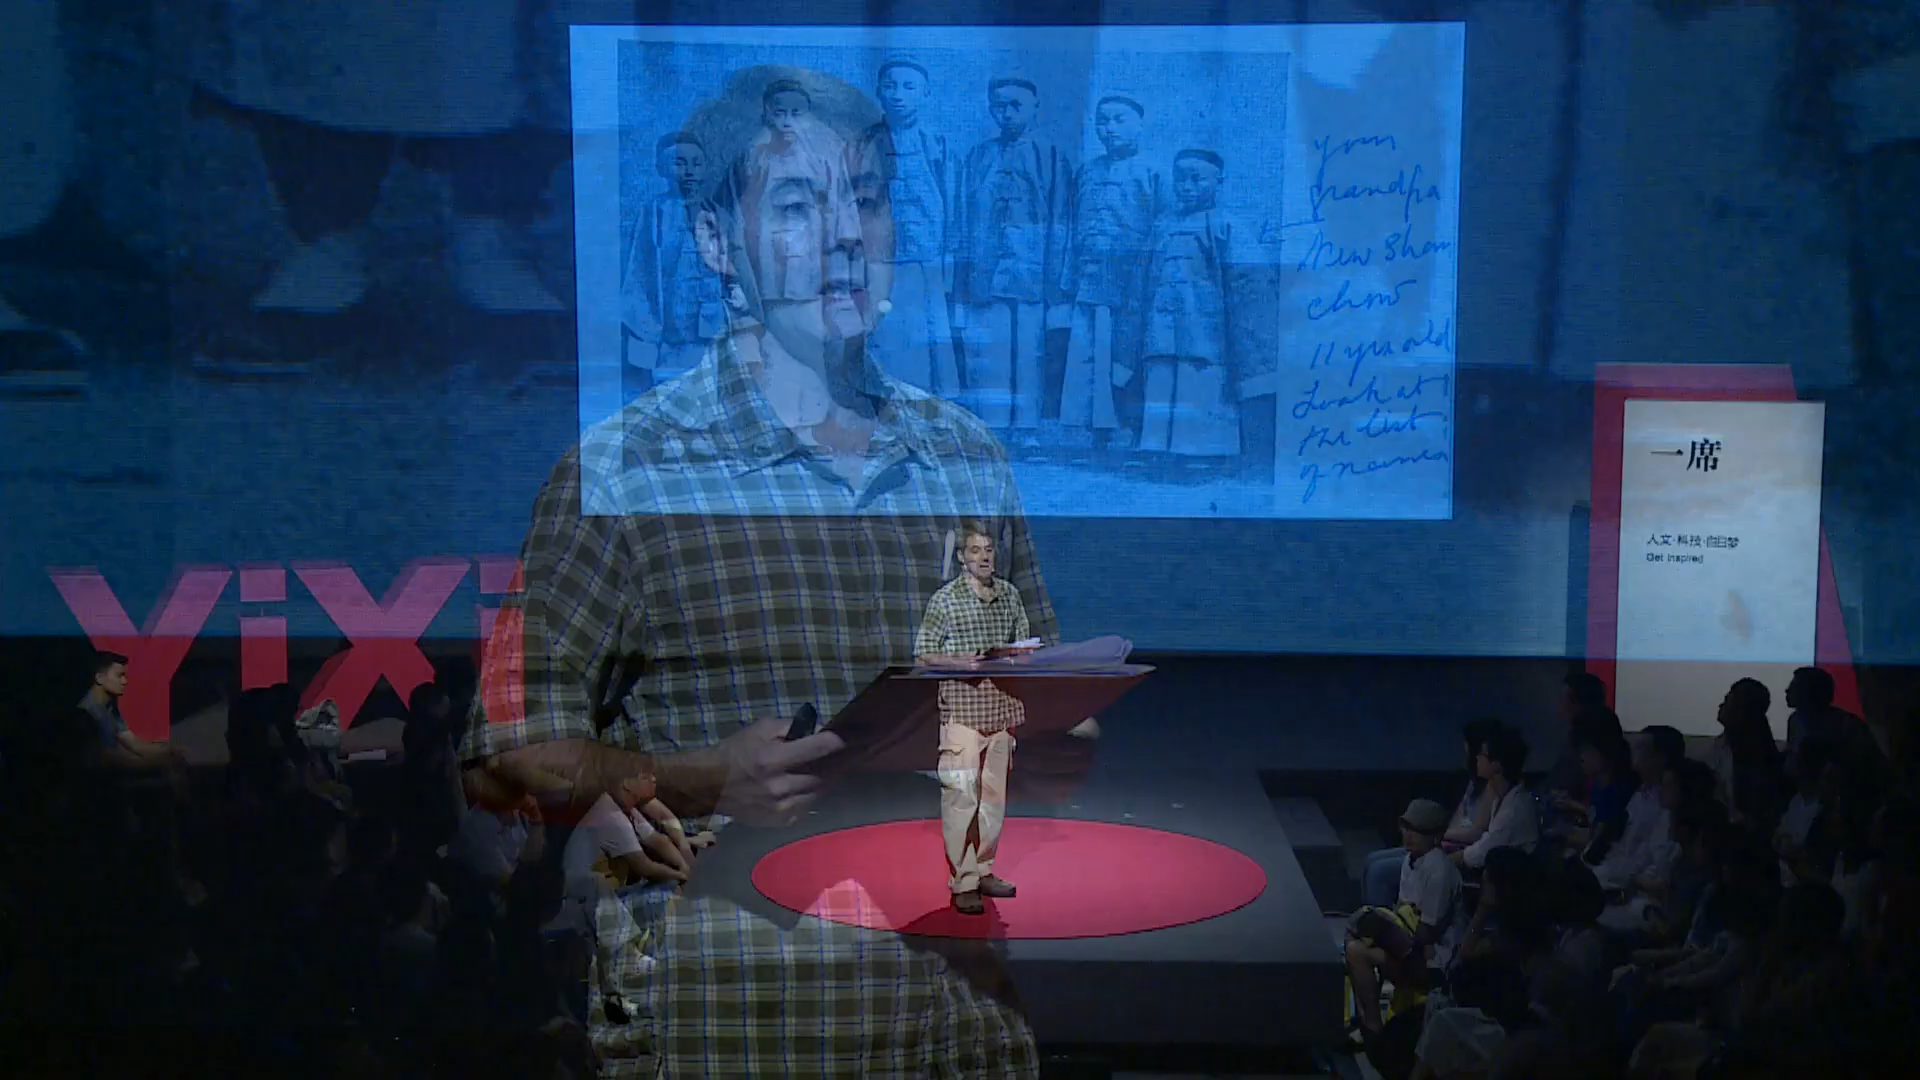 your
grandpa
New Shan
chow
11 yrs old
Look at
the list
of names
一席
人文·科技·白日梦
Get Inspired
YiXi